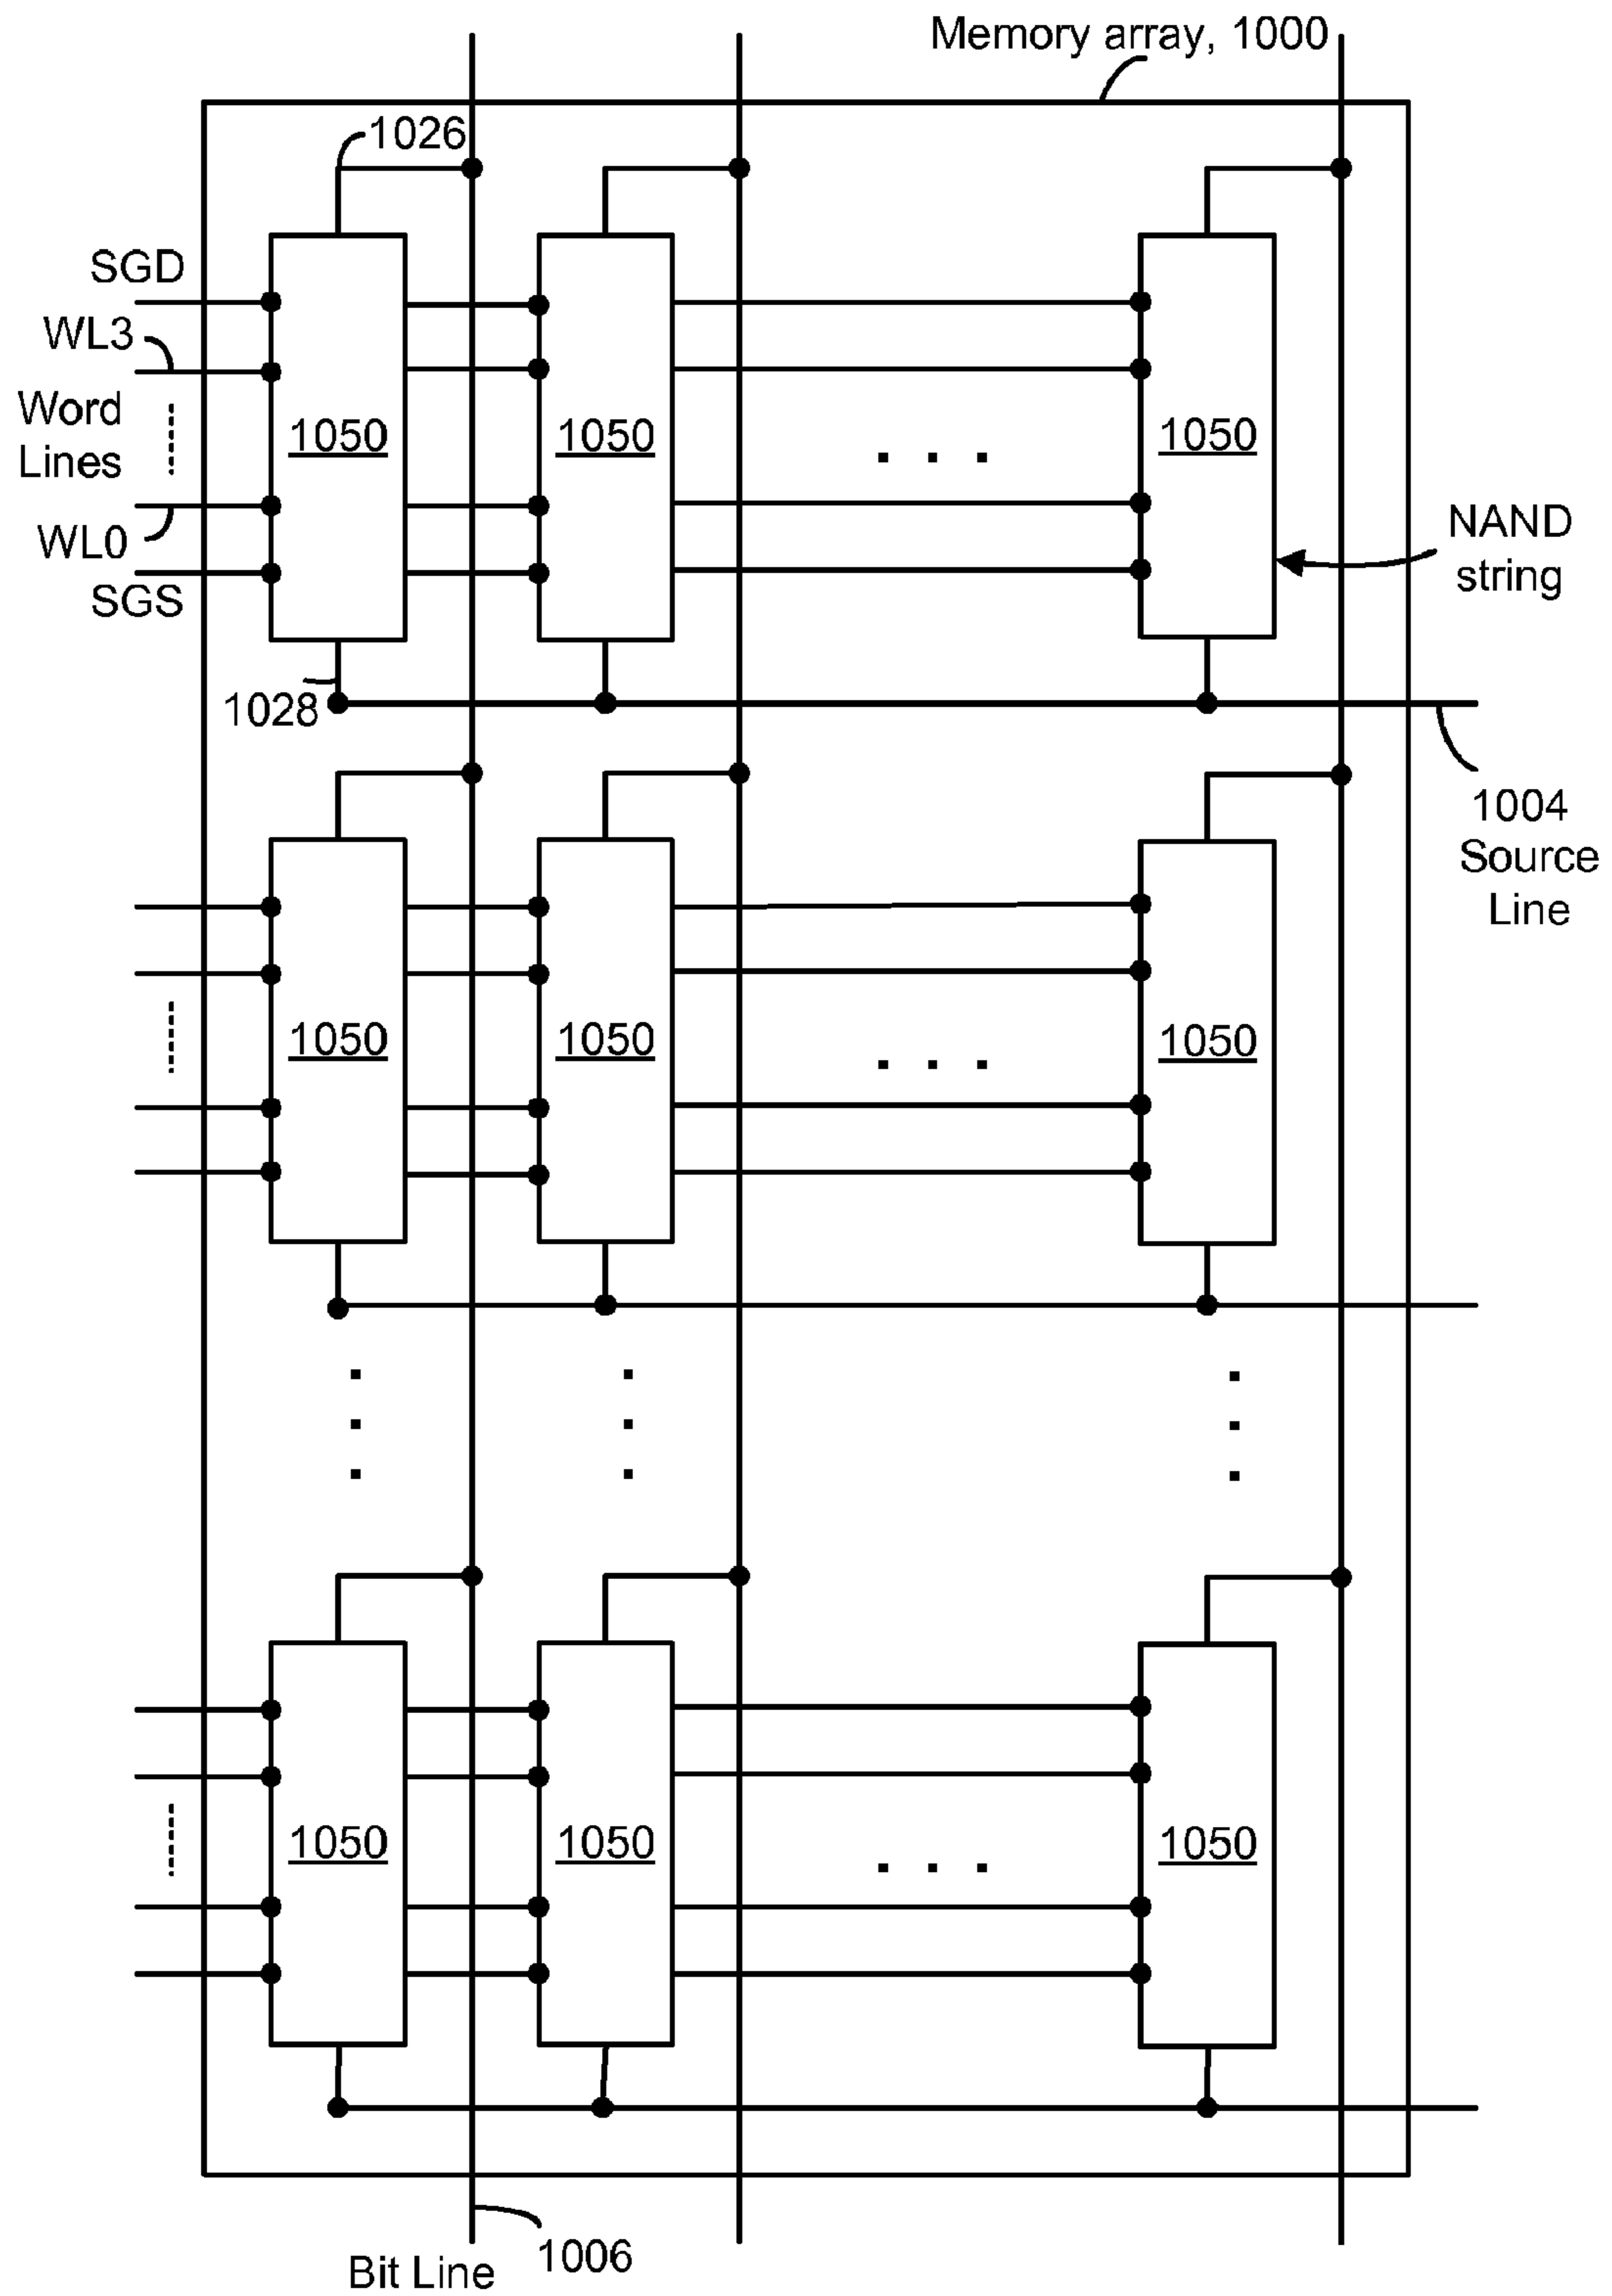 Memory array, 1000
1026
SGD
WL3
Word
Lines
WL0
SGS
1050
1050
1050
NAND
string
1028
1004
Source
Line
1050
1050
1050
1050
1050
1050
1006
Bit Line